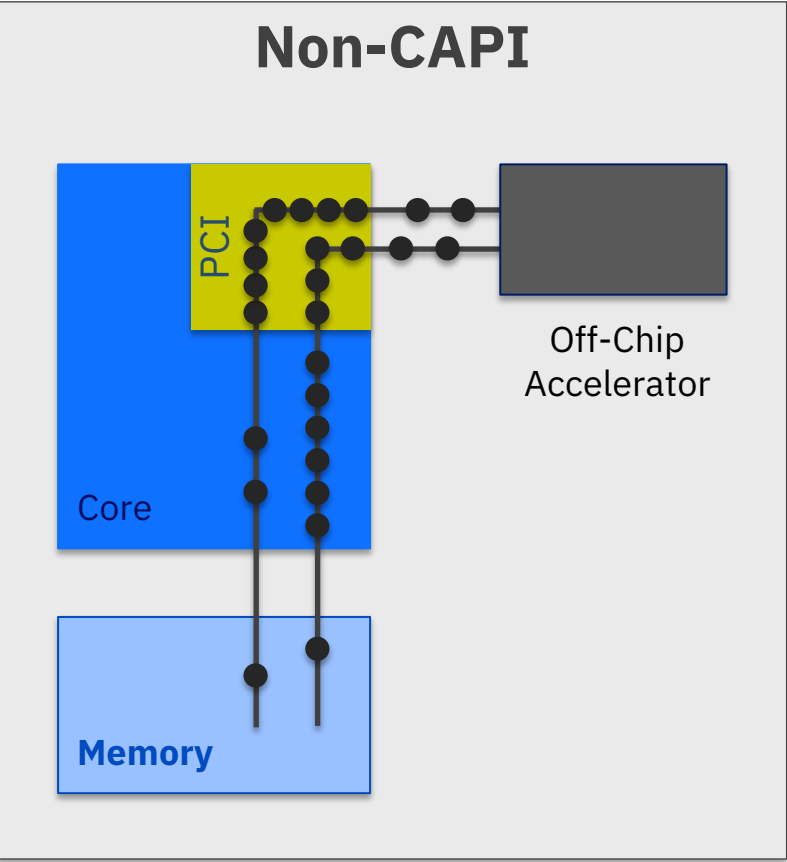 Non-CAPI
PCI
Off-Chip
Accelerator
Core
Memory